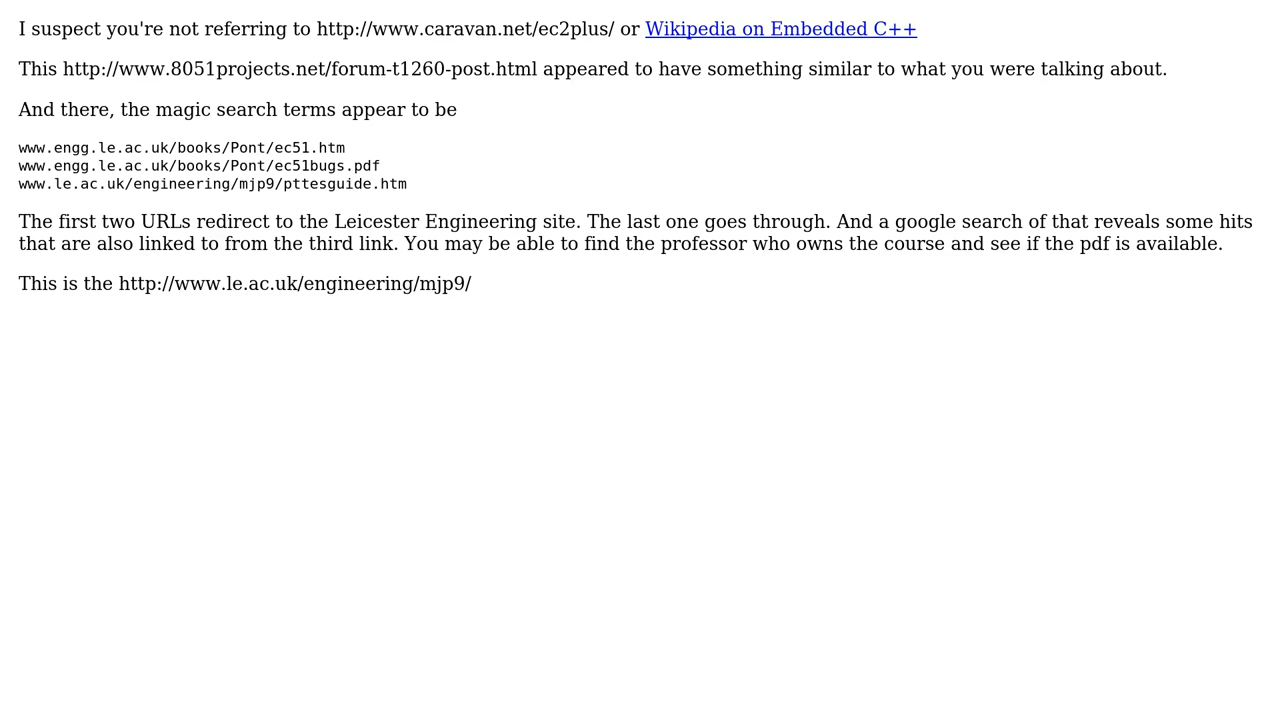 I suspect you're not referring to http://www.caravan.net/ec2plus/ or Wikipedia on Embedded C++
This http://www.8051projects.net/forum-t1260-post.html appeared to have something similar to what you were talking about.
And there, the magic search terms appear to be
www.engg.le.ac.uk/books/Pont/ec51.htm
www.engg.le.ac.uk/books/Pont/ec51bugs.pdf
www.le.ac.uk/engineering/mjp9/pttesguide.htm
The first two URLs redirect to the Leicester Engineering site. The last one goes through. And a google search of that reveals some hits
that are also linked to from the third link. You may be able to find the professor who owns the course and see if the pdf is available.
This is the http://www.le.ac.uk/engineering/mjp9/